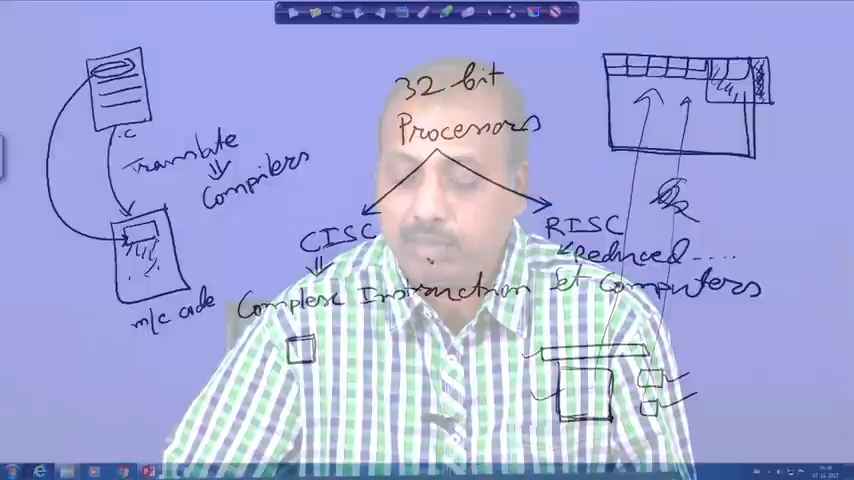 32 bit
Processors
.c
Translate
Compilers
CISC
RISC
Reduced ....
Complex Instruction Set Computers
m/c code